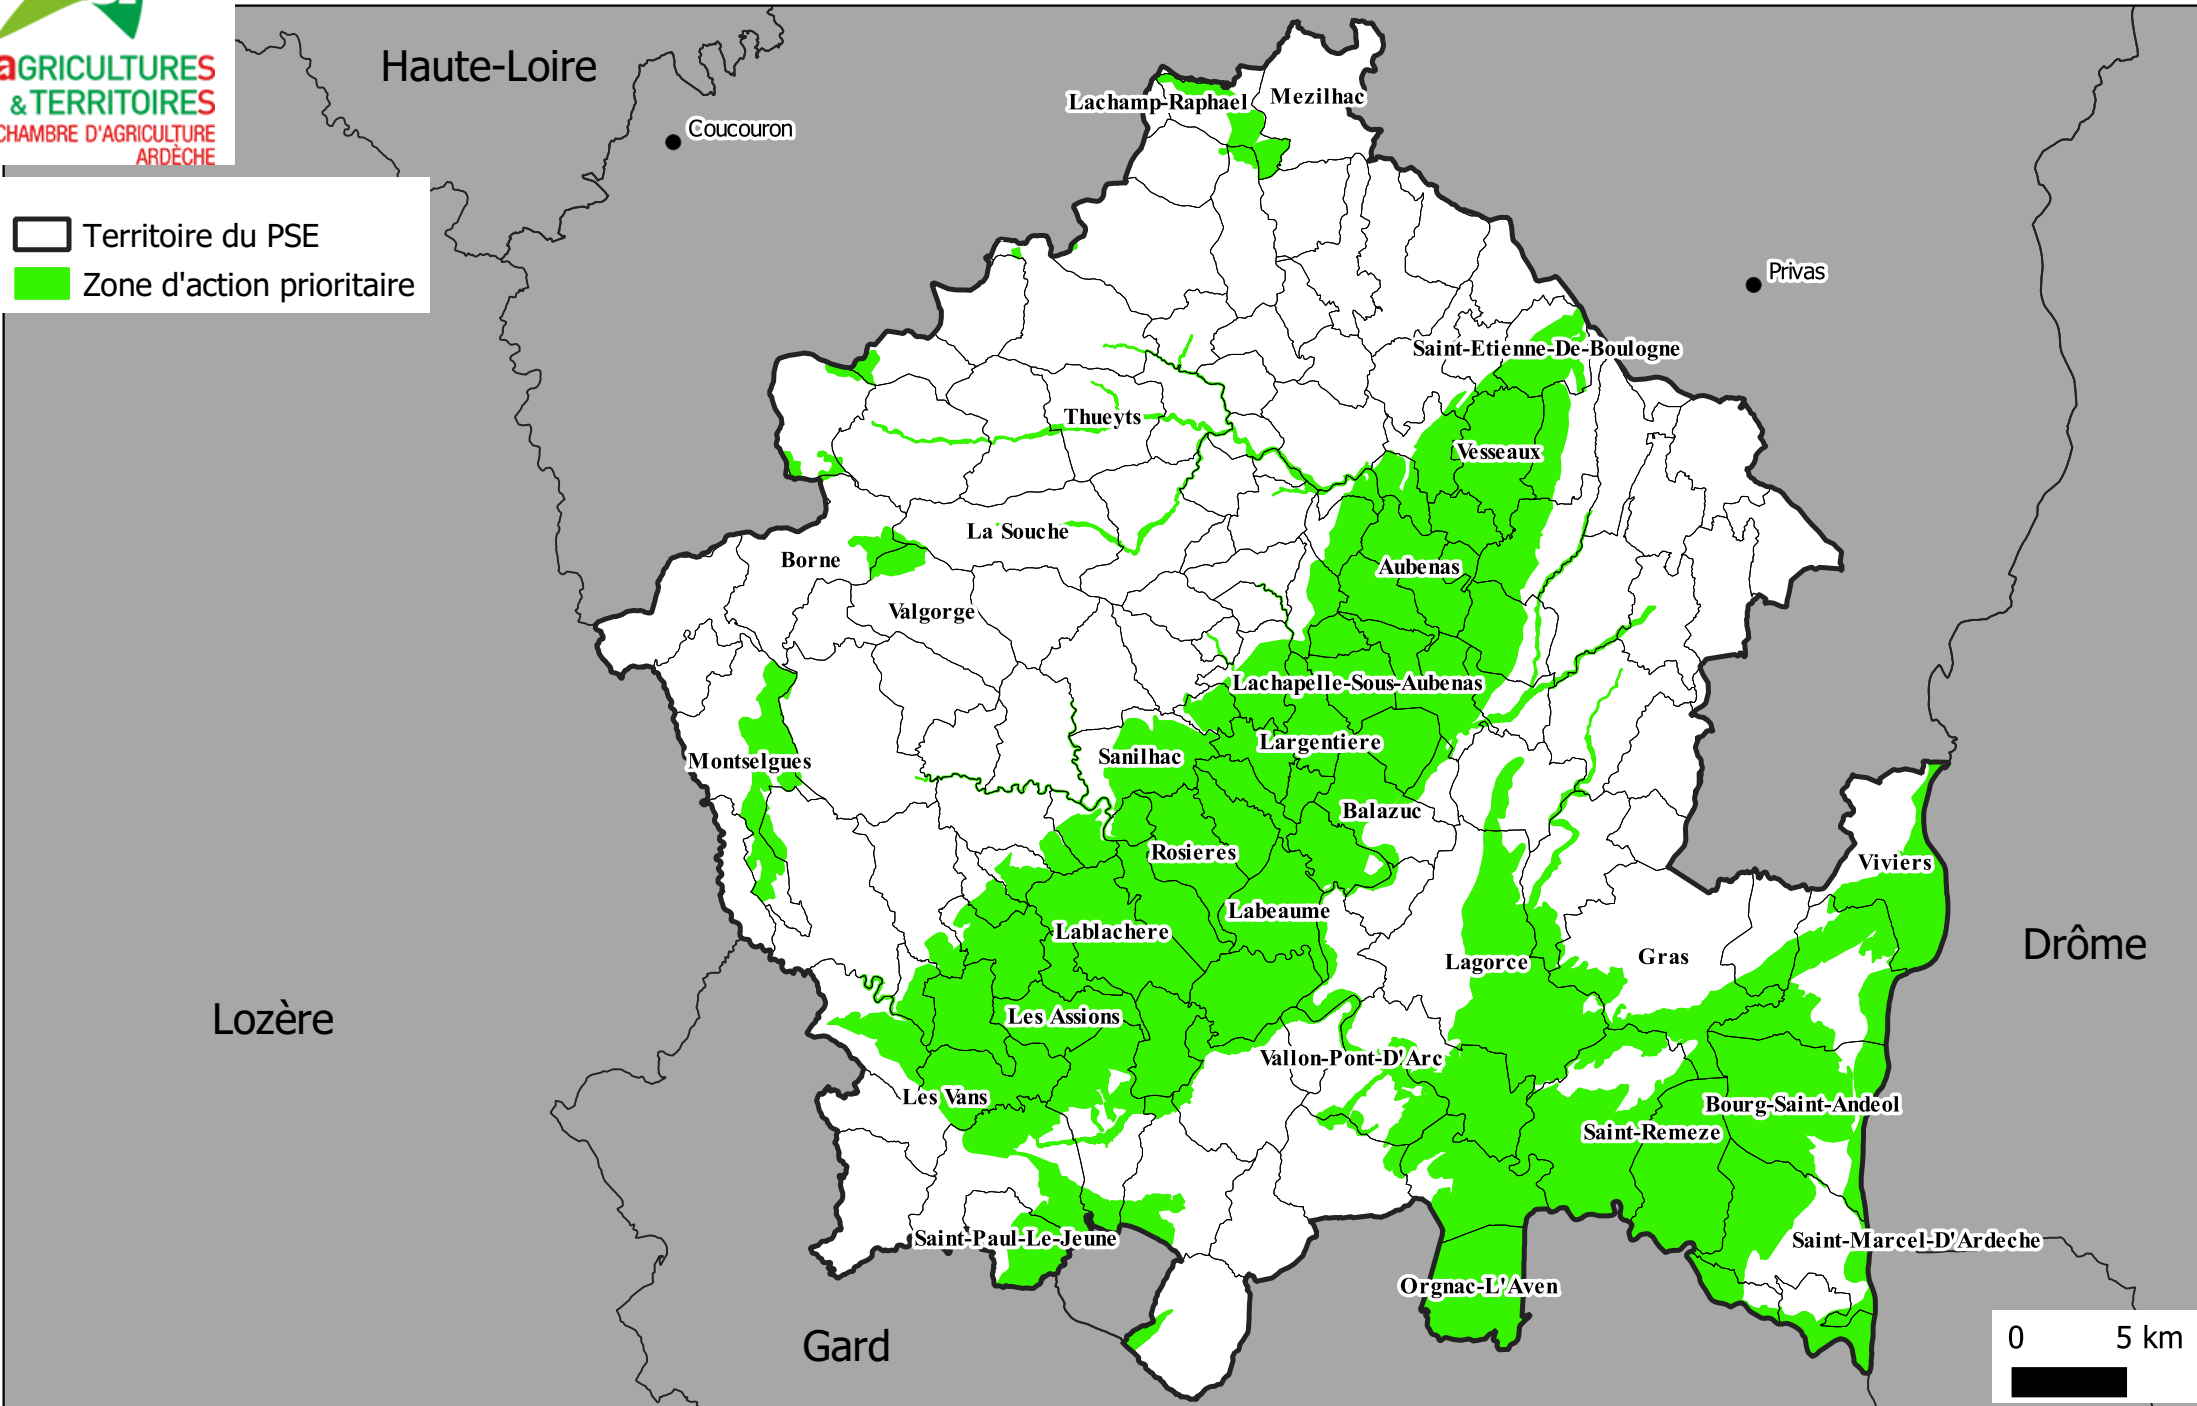 aGRICULTURES
& TERRITOIRES
CHAMBRE D'AGRICULTURE
ARDÈCHE
Territoire du PSE
Zone d'action prioritaire
Haute-Loire
Coucouron
Lachamp-Raphael
Mezilhac
Privas
Saint-Etienne-De-Boulogne
Thueyts
Vesseaux
La Souche
Borne
Aubenas
Valgorge
Lachapelle-Sous-Aubenas
Largentiere
Sanilhac
Montselgues
Balazuc
Rosieres
Viviers
Labeaume
Lablachere
Drôme
Gras
Lagorce
Lozère
Les Assions
Vallon-Pont-D'Arc
Les Vans
Bourg-Saint-Andeol
Saint-Remeze
Saint-Paul-Le-Jeune
Saint-Marcel-D'Ardeche
Orgnac-L'Aven
Gard
0 5 km